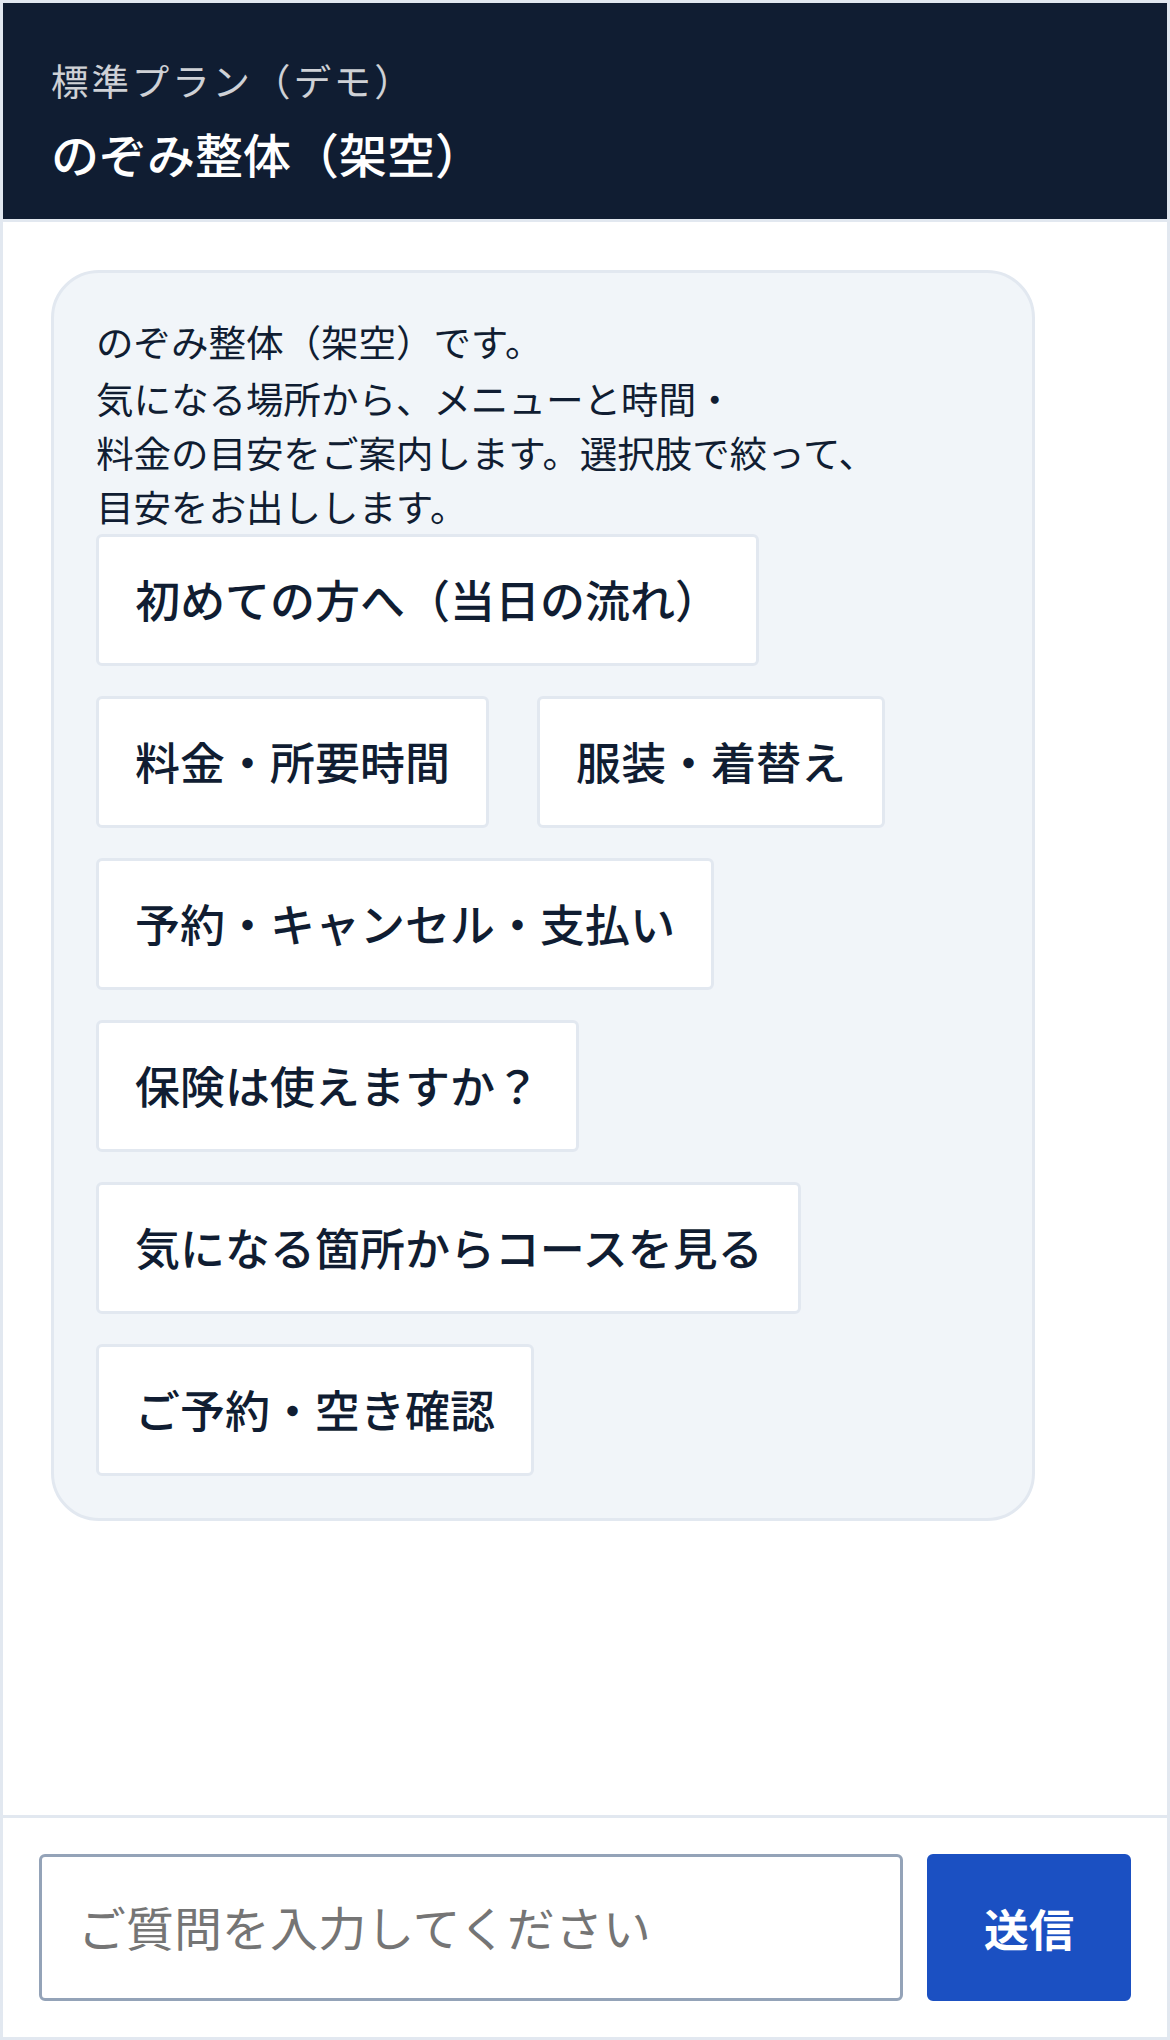 標準プラン（デモ）
のぞみ整体（架空）
のぞみ整体（架空）です。
気になる場所から、メニューと時間・
料金の目安をご案内します。選択肢で絞って、
目安をお出しします。
初めての方へ（当日の流れ）
料金・所要時間
服装・着替え
予約・キャンセル・支払い
保険は使えますか？
気になる箇所からコースを見る
ご予約・空き確認
ご質問を入力してください
送信